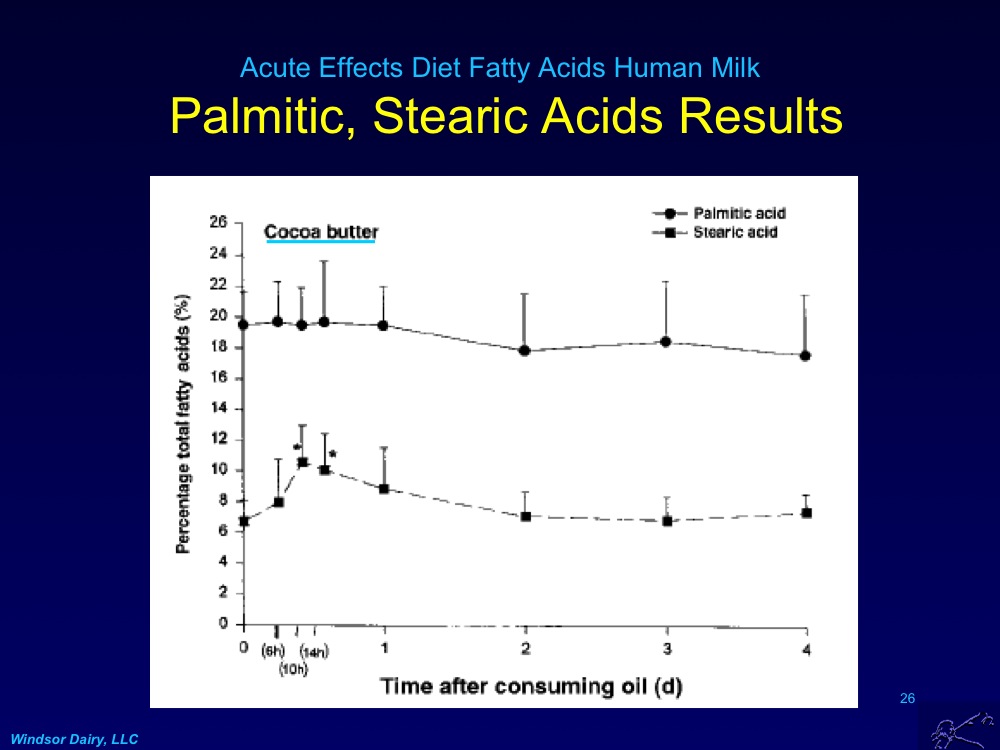 Acute Effects Diet Fatty Acids Human Milk
Palmitic, Stearic Acids Results
Palmitic acid
Stearic acid
Cocoa butter
Percentage total fatty acids (%)
26
24
22
20
18
16
14
12
10
8
6
4
2
0
*
*
0 (6h) (14h) 1 2 3 4
(10h)
Time after consuming oil (d)
26
Windsor Dairy, LLC